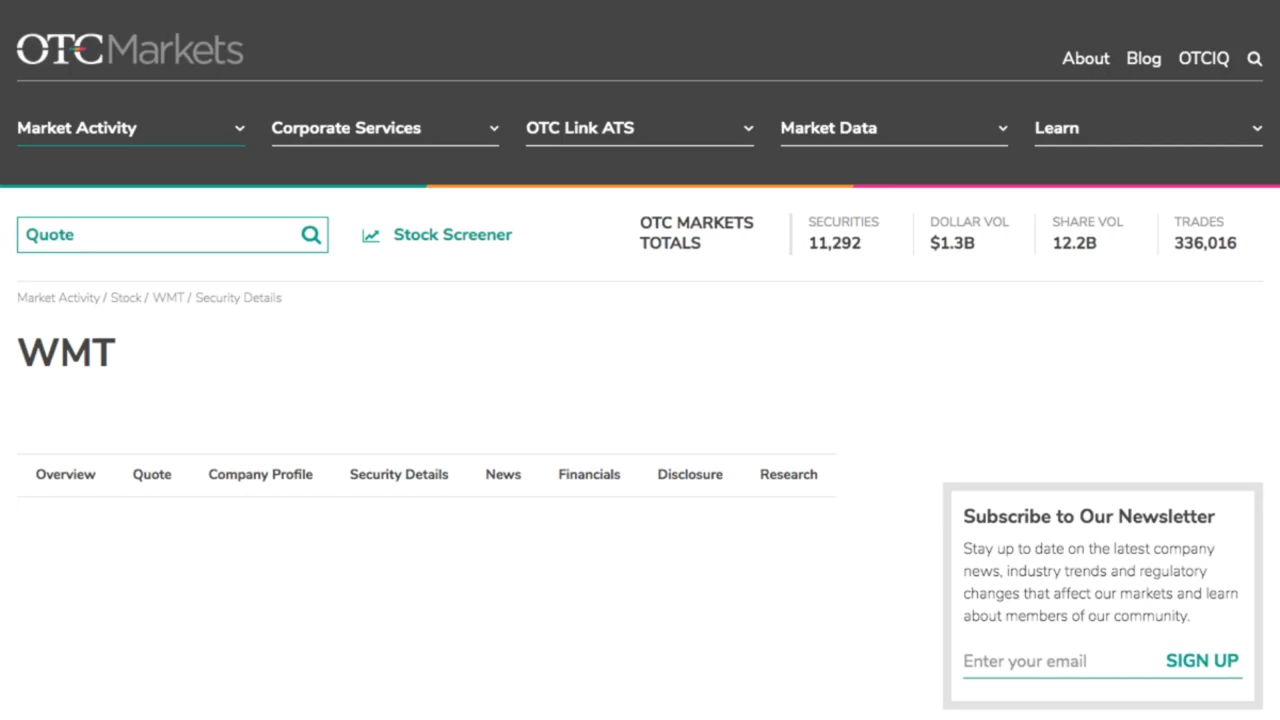 OTCMarkets
About Blog OTCIQ
Market Activity Corporate Services OTC Link ATS Market Data Learn
Quote
Stock Screener
OTC MARKETS
TOTALS
SECURITIES
11,292
DOLLAR VOL
$1.3B
SHARE VOL
12.2B
TRADES
336,016
Market Activity / Stock / WMT / Security Details
WMT
Overview Quote Company Profile Security Details News Financials Disclosure Research
Subscribe to Our Newsletter
Stay up to date on the latest company
news, industry trends and regulatory
changes that affect our markets and learn
about members of our community.
Enter your email SIGN UP